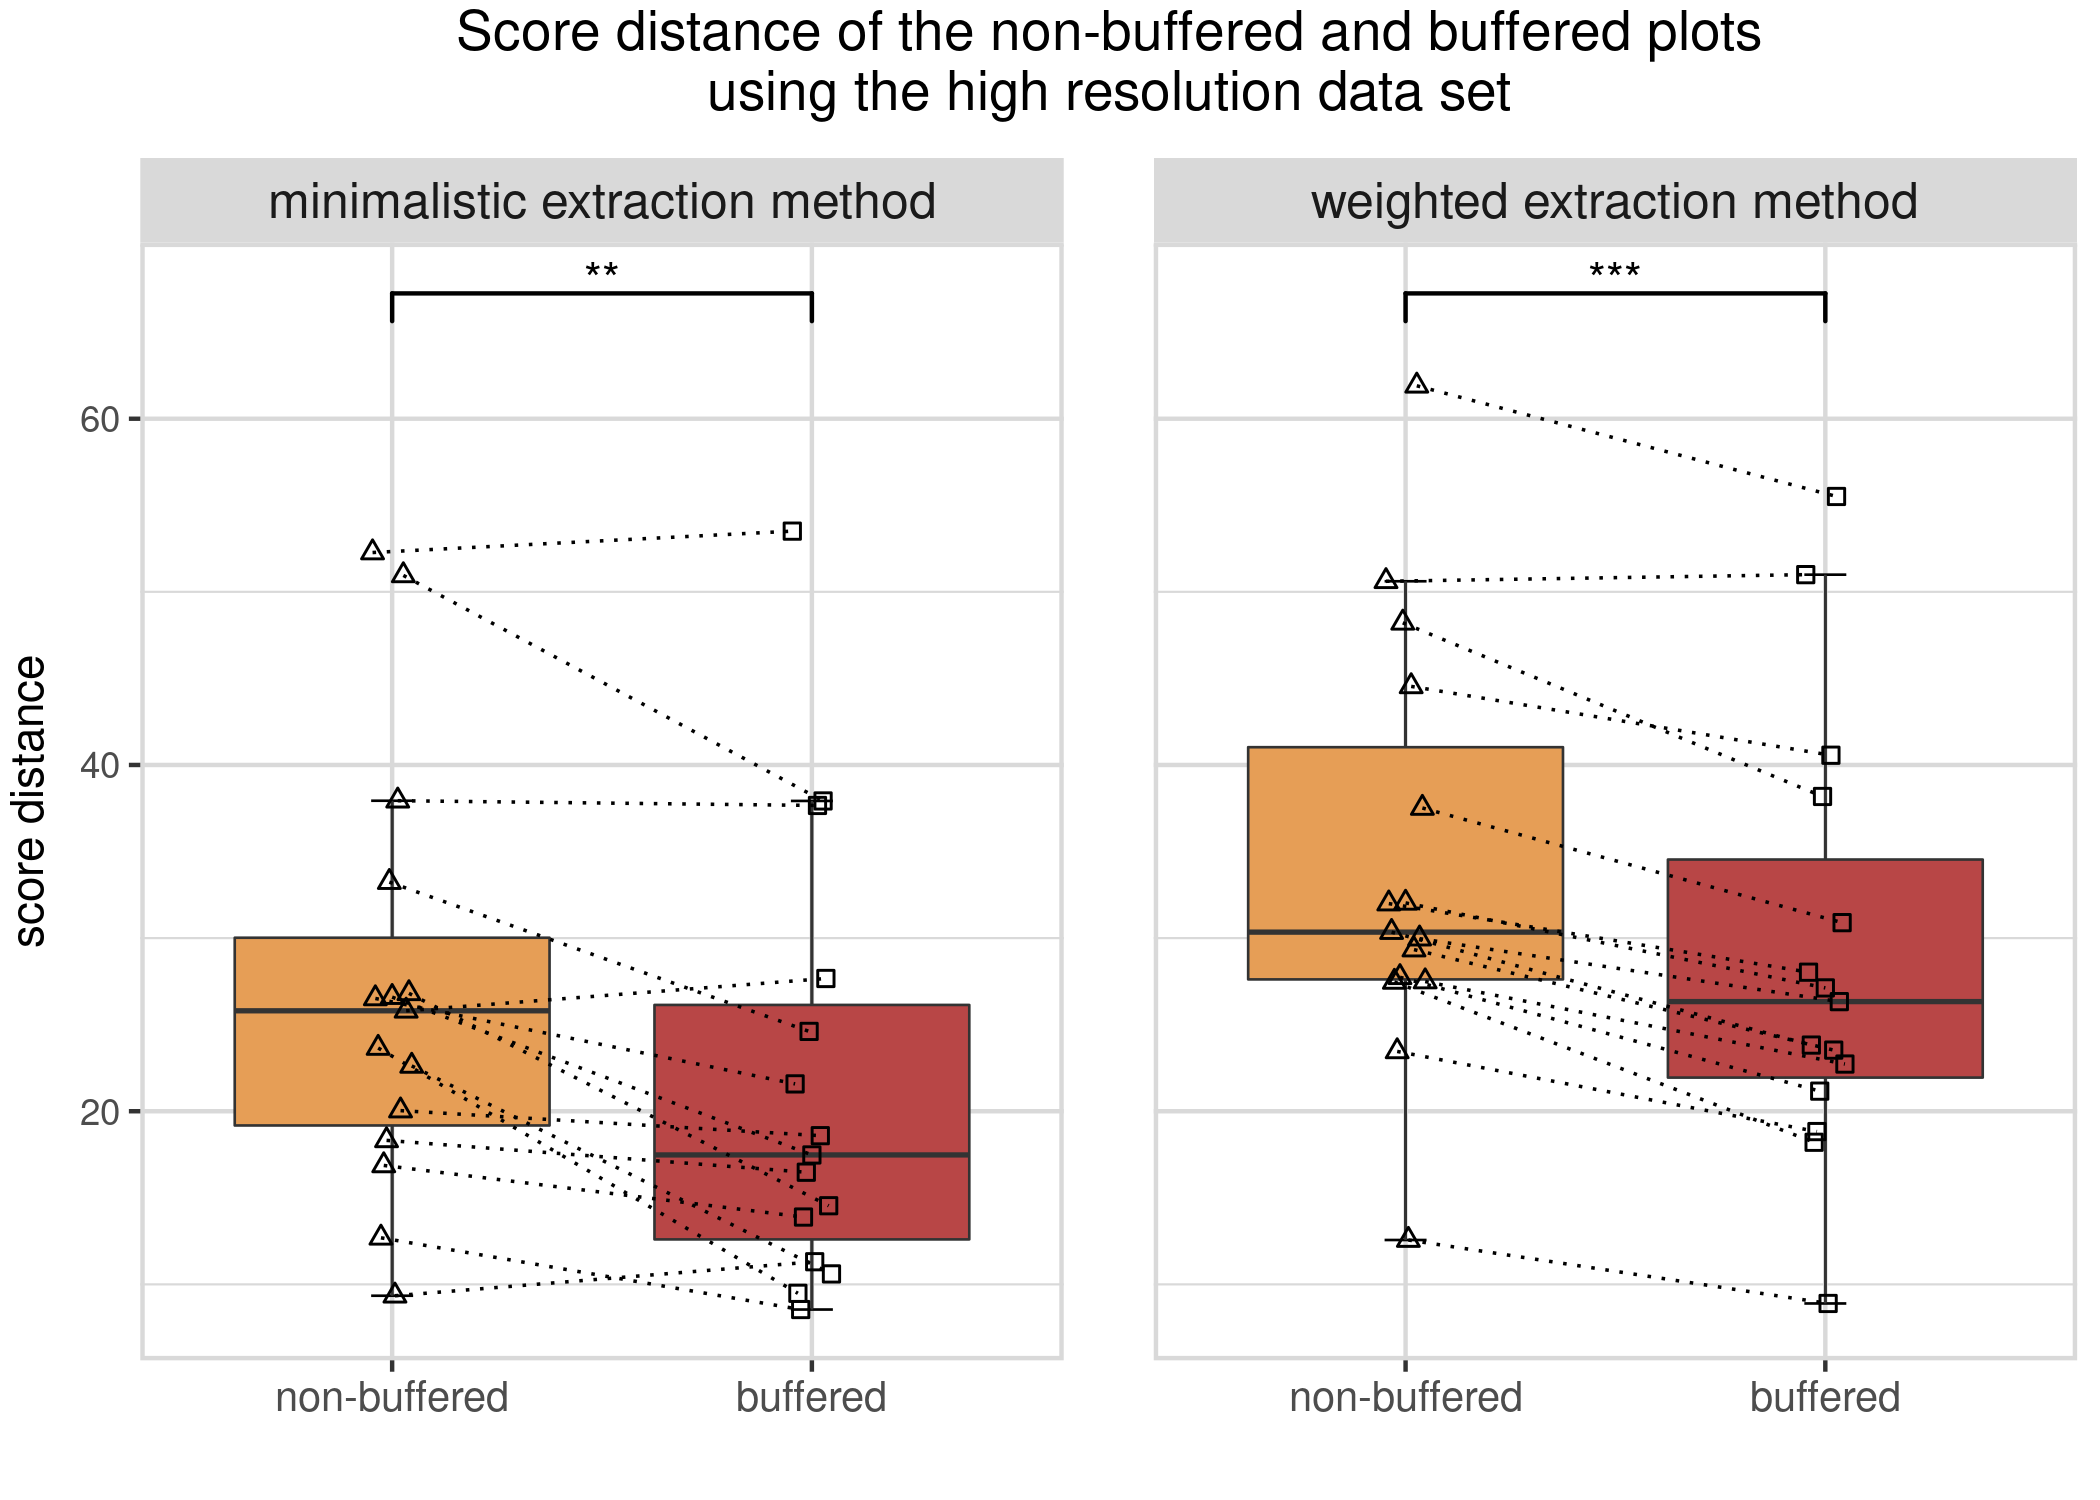 Score distance of the non-buffered and buffered plots
using the high resolution data set
minimalistic extraction method
weighted extraction method
**
***
score distance
60
40
20
non-buffered
buffered
non-buffered
buffered